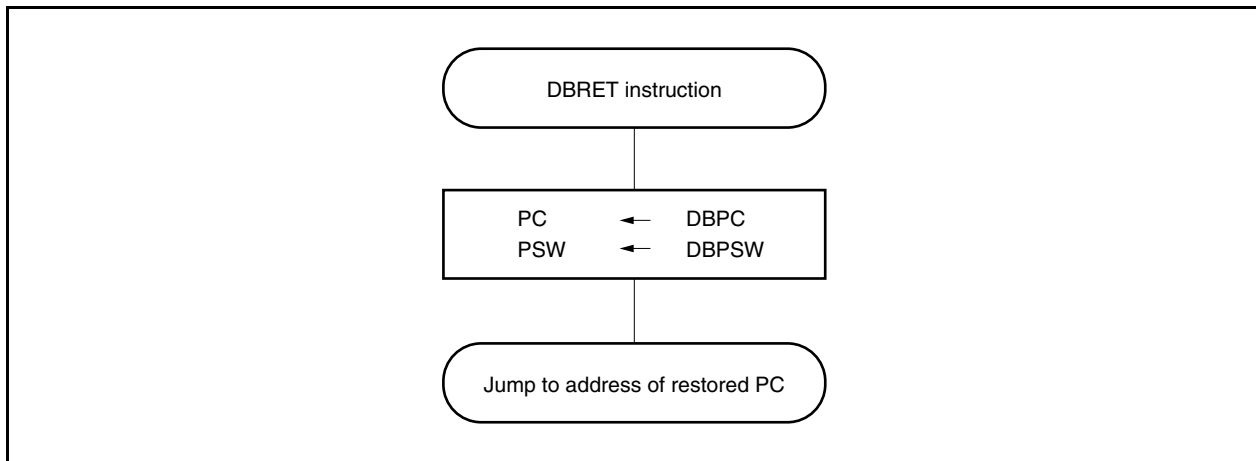 DBRET instruction
PC ← DBPC
PSW ← DBPSW
Jump to address of restored PC